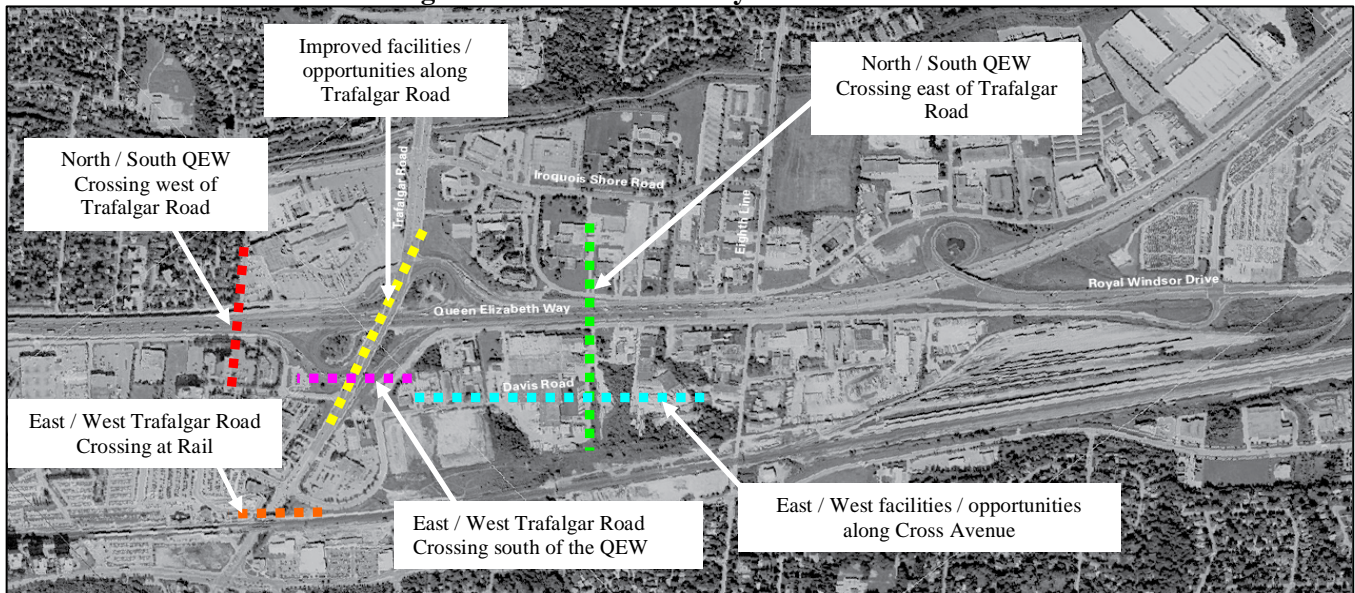 Improved facilities /
opportunities along
Trafalgar Road
North / South QEW
Crossing east of Trafalgar
Road
North / South QEW
Crossing west of
Trafalgar Road
Trafalgar Road
Iroquois Shore Road
Eighth Line
Royal Windsor Drive
Queen Elizabeth Way
Davis Road
East / West Trafalgar Road
Crossing at Rail
East / West Trafalgar Road
Crossing south of the QEW
East / West facilities / opportunities
along Cross Avenue